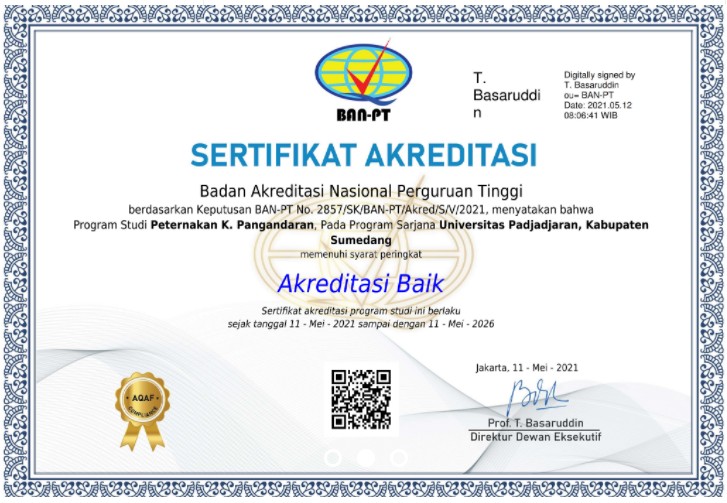 BAN-PT
T.
Basaruddi
n
Digitally signed by
T. Basaruddin
ou= BAN-PT
Date: 2021.05.12
08:06:41 WIB
SERTIFIKAT AKREDITASI
Badan Akreditasi Nasional Perguruan Tinggi
berdasarkan Keputusan BAN-PT No. 2857/SK/BAN-PT/Akred/S/V/2021, menyatakan bahwa
Program Studi Peternakan K. Pangandaran, Pada Program Sarjana Universitas Padjadjaran, Kabupaten
Sumedang
memenuhi syarat peringkat
Akreditasi Baik
Sertifikat akreditasi program studi ini berlaku
sejak tanggal 11 - Mei - 2021 sampai dengan 11 - Mei - 2026
Jakarta, 11 - Mei - 2021
AQAF
COMPLIANCE
Prof. T. Basaruddin
Direktur Dewan Eksekutif